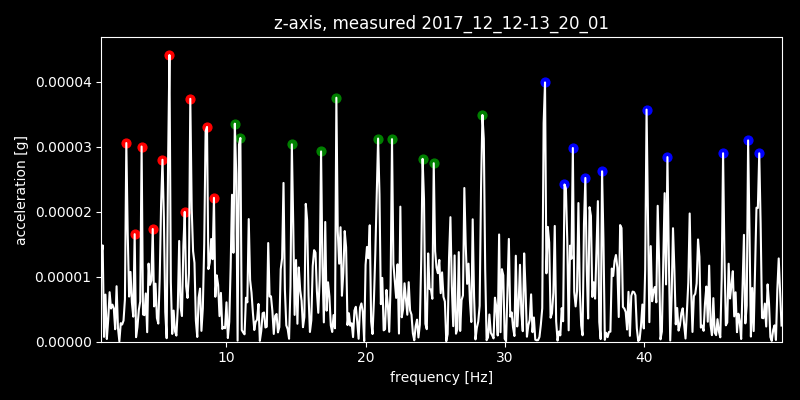 z-axis, measured 2017_12_12-13_20_01
0.00004
0.00003
0.00002
0.00001
0.00000
acceleration [g]
10 20 30 40
frequency [Hz]